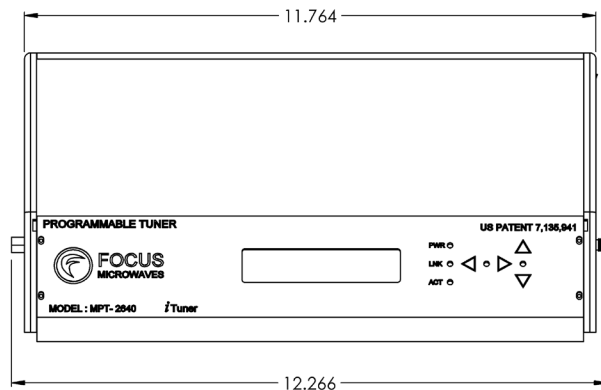 11.764
PROGRAMMABLE TUNER
US PATENT 7,135,941
PWR
FOCUS
MICROWAVES
LNK
ACT
MODEL : MPT- 2640
iTuner
12.266